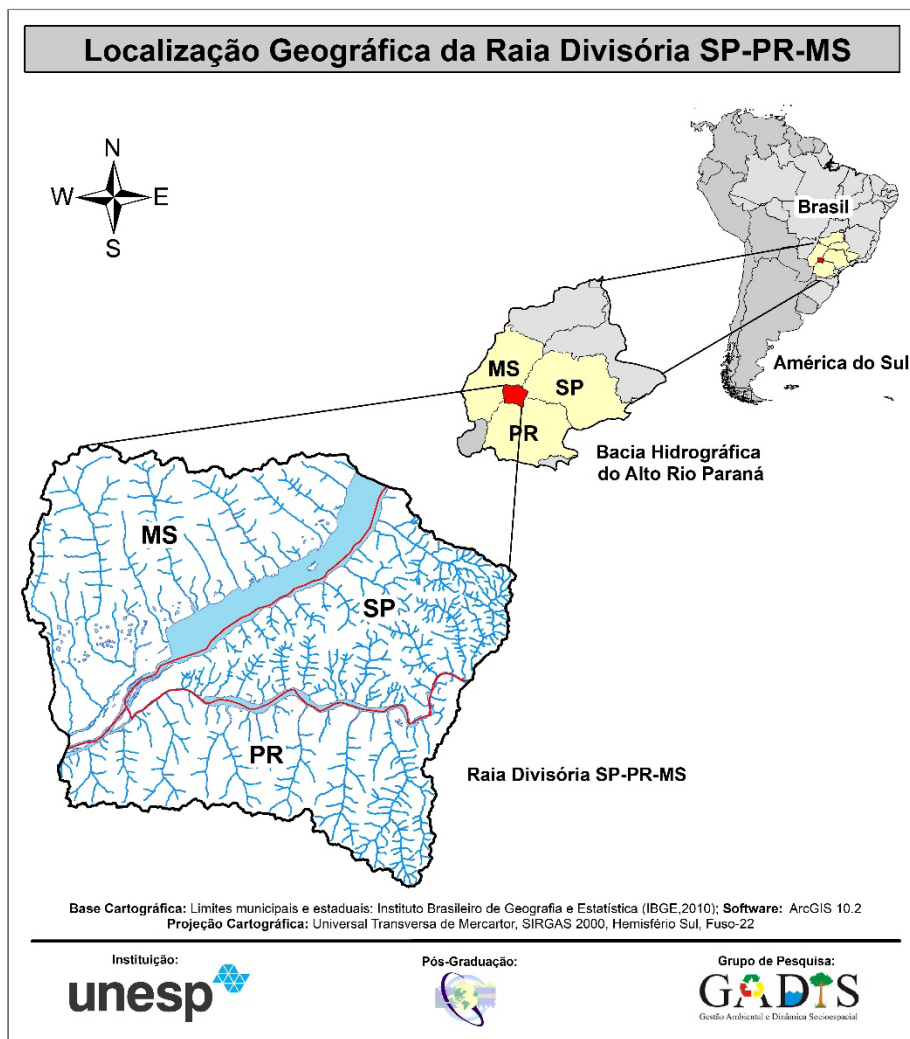 Localização Geográfica da Raia Divisória SP-PR-MS
N
W E
S
Brasil
América do Sul
MS
SP
PR
Bacia Hidrográfica
do Alto Rio Paraná
MS
SP
PR
Raia Divisória SP-PR-MS
Base Cartográfica: Limites municipais e estaduais: Instituto Brasileiro de Geografia e Estatística (IBGE,2010); Software: ArcGIS 10.2
Projeção Cartográfica: Universal Transversa de Mercartor, SIRGAS 2000, Hemisfério Sul, Fuso-22
Instituição:
unesp
Pós-Graduação:
Grupo de Pesquisa:
GADIS
Gestão Ambiental e Dinâmica Socioespacial